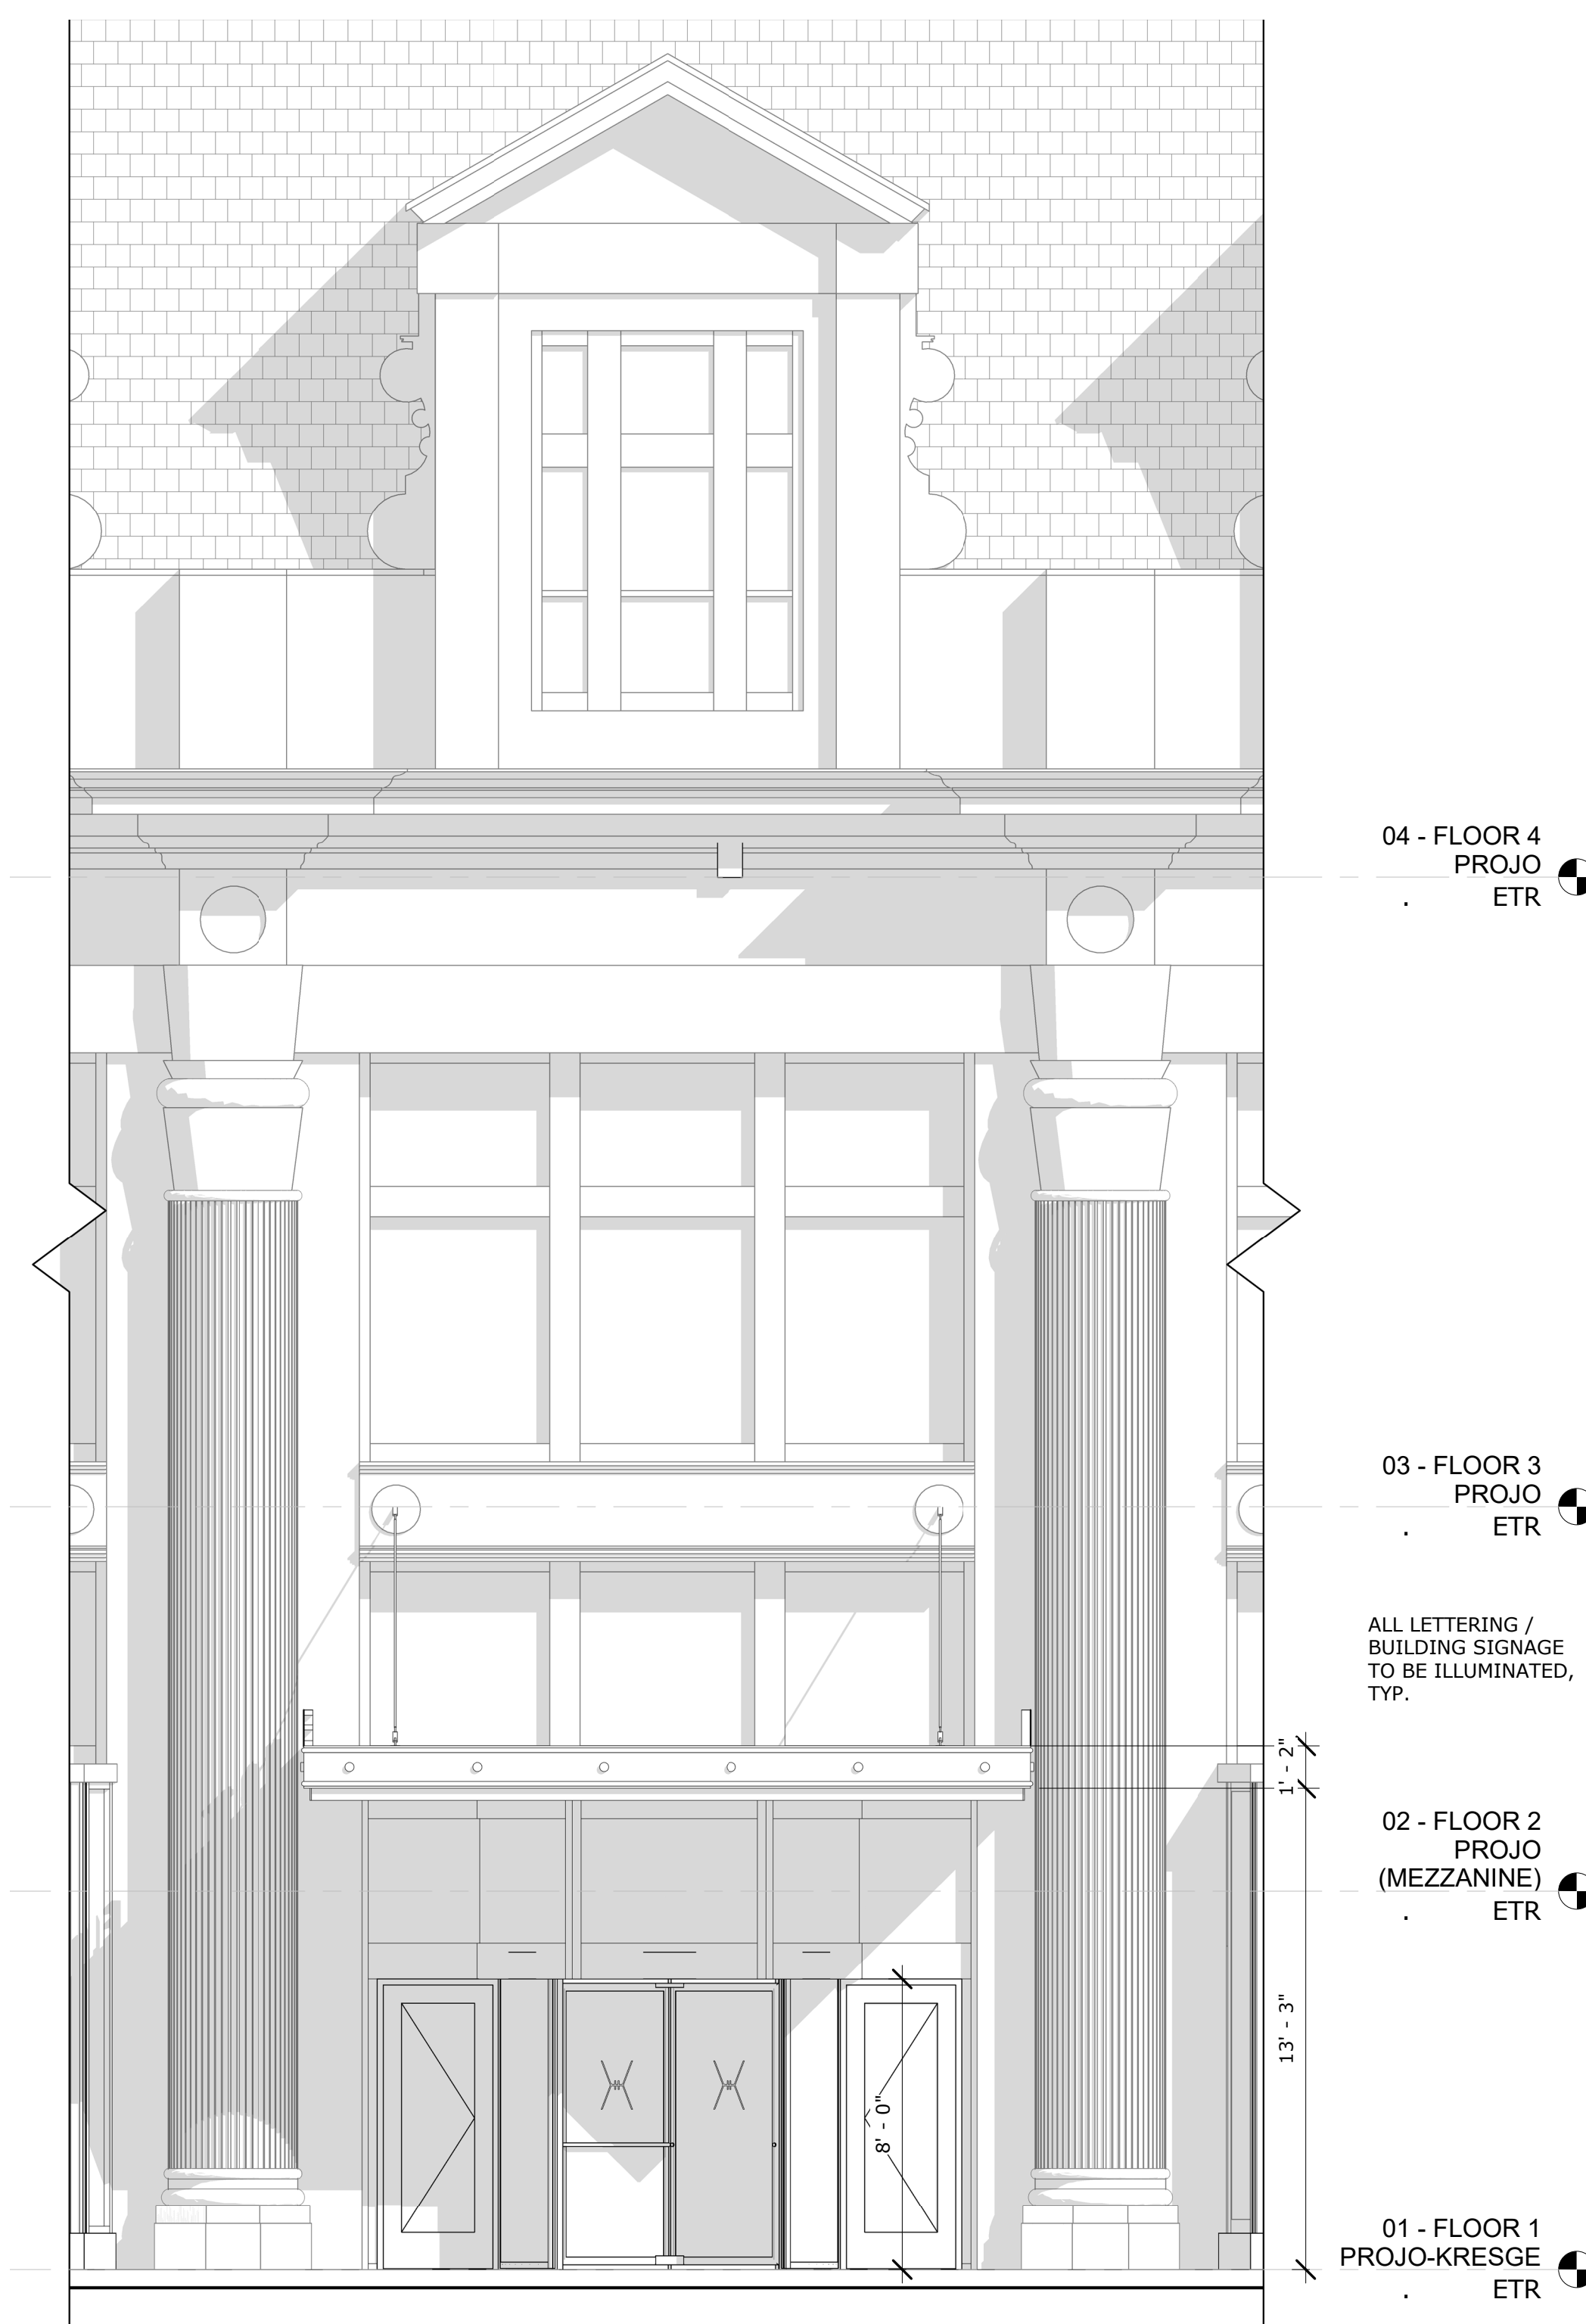 04 - FLOOR 4
PROJO
. ETR
03 - FLOOR 3
PROJO
. ETR
ALL LETTERING /
BUILDING SIGNAGE
TO BE ILLUMINATED,
TYP.
1' - 2"
02 - FLOOR 2
PROJO
(MEZZANINE)
. ETR
13' - 3"
8' - 0"
01 - FLOOR 1
PROJO-KRESGE
. ETR